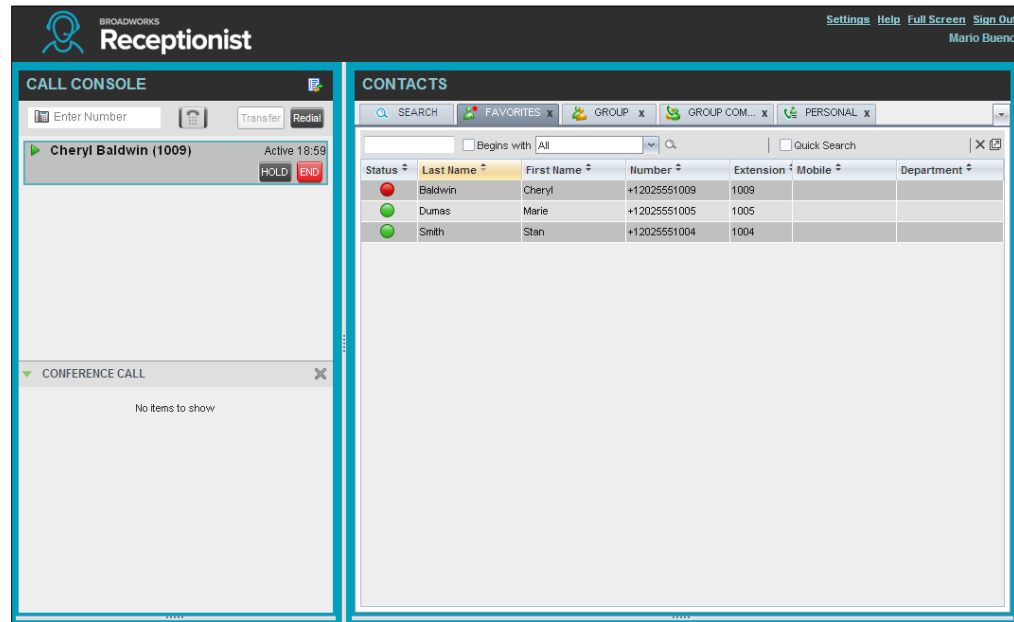 BROADWORKS
Receptionist
Settings Help Full Screen Sign Out
Mario Bueno
CALL CONSOLE
Enter Number Transfer Redial
Cheryl Baldwin (1009) Active 18:59
HOLD END
CONFERENCE CALL
No items to show
CONTACTS
SEARCH FAVORITES x GROUP x GROUP COM... x PERSONAL x
Begins with All Quick Search
Status Last Name First Name Number Extension Mobile Department
Baldwin Cheryl +12025551009 1009
Dumas Marie +12025551005 1005
Smith Stan +12025551004 1004